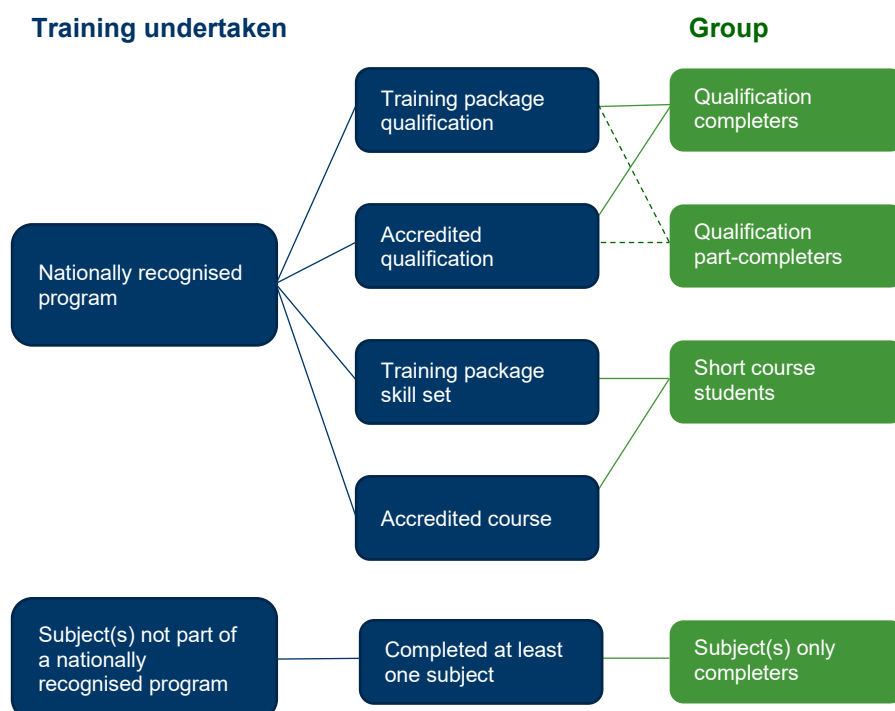 Training undertaken
Group
Training package
qualification
Qualification
completers
Accredited
qualification
Qualification
part-completers
Nationally recognised
program
Training package
skill set
Short course
students
Accredited course
Subject(s) not part of
a nationally
recognised program
Completed at least
one subject
Subject(s) only
completers